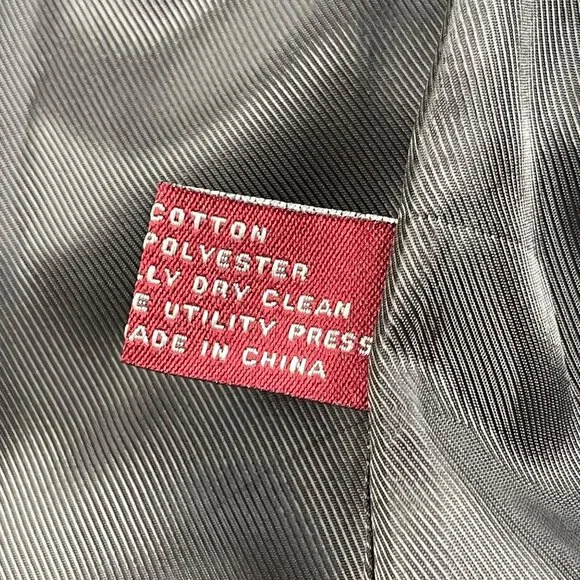 COTTON
POLYESTER
LY DRY CLEAN
E UTILITY PRESS
ADE IN CHINA